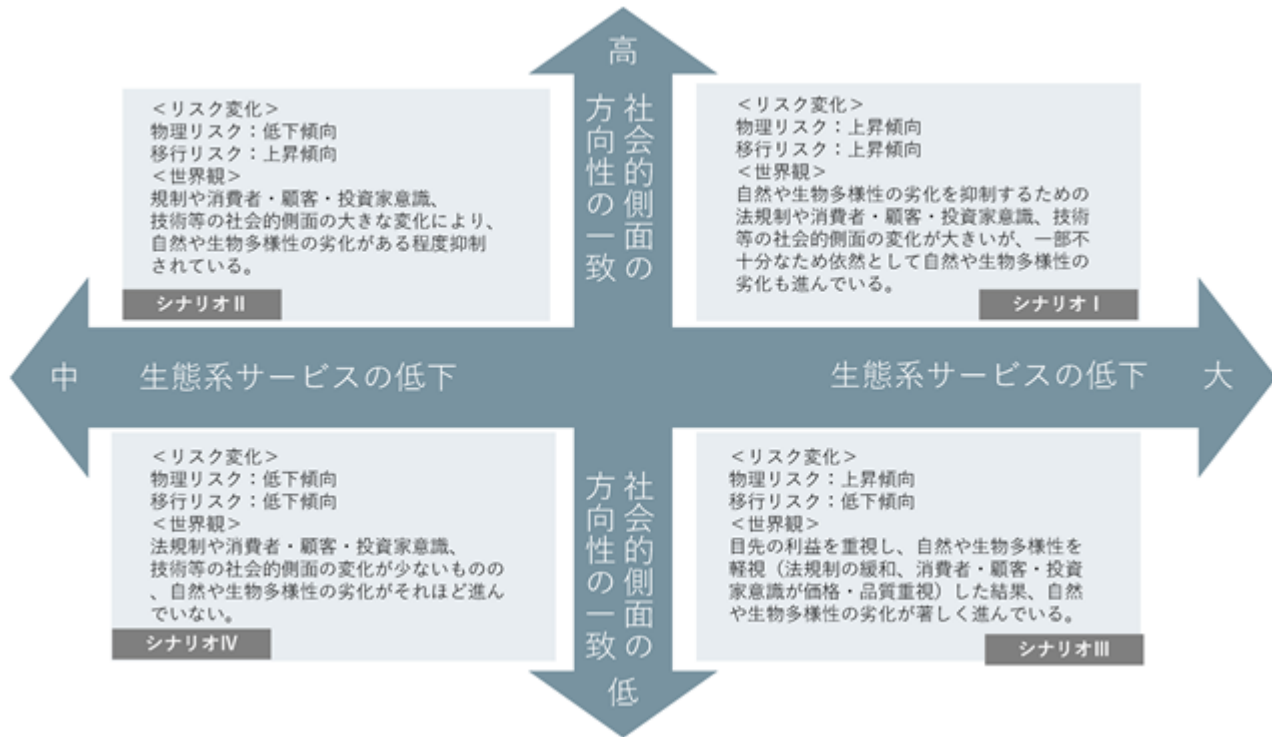 高
社会的側面の
方向性の一致
＜リスク変化＞
物理リスク：低下傾向
移行リスク：上昇傾向
＜世界観＞
規制や消費者・顧客・投資家意識、
技術等の社会的側面の大きな変化により、
自然や生物多様性の劣化がある程度抑制
されている。
シナリオⅡ
＜リスク変化＞
物理リスク：上昇傾向
移行リスク：上昇傾向
＜世界観＞
自然や生物多様性の劣化を抑制するための
法規制や消費者・顧客・投資家意識、技術
等の社会的側面の変化が大きいが、一部不
十分なため依然として自然や生物多様性の
劣化も進んでいる。
シナリオⅠ
中
生態系サービスの低下
生態系サービスの低下
大
＜リスク変化＞
物理リスク：低下傾向
移行リスク：低下傾向
＜世界観＞
法規制や消費者・顧客・投資家意識、
技術等の社会的側面の変化が少ないものの
、自然や生物多様性の劣化がそれほど進ん
でいない。
シナリオⅣ
社会的側面の
方向性の一致
低
＜リスク変化＞
物理リスク：上昇傾向
移行リスク：低下傾向
＜世界観＞
目先の利益を重視し、自然や生物多様性を
軽視（法規制の緩和、消費者・顧客・投資
家意識が価格・品質重視）した結果、自然
や生物多様性の劣化が著しく進んでいる。
シナリオⅢ